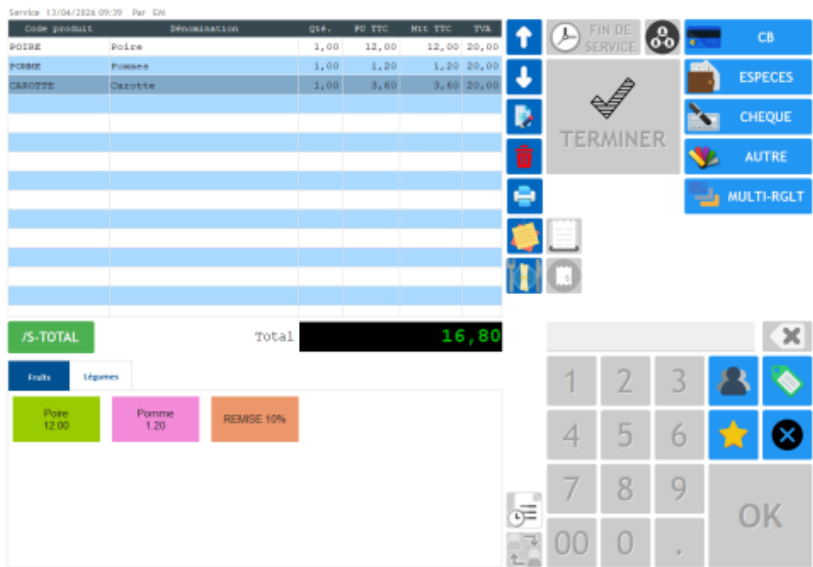 Service 13/04/2026 09:39 Par EM
Code produit Dénomination Qté. PU TTC Mtt TTC TVA
POIRE Poire 1,00 12,00 12,00 20,00
POMME Pommes 1,00 1,20 1,20 20,00
CAROTTE Carotte 1,00 3,60 3,60 20,00
FIN DE
SERVICE
CB
ESPECES
TERMINER
CHEQUE
AUTRE
MULTI-RGLT
/S-TOTAL
Total 16,80
Fruits Légumes
Poire
12.00
Pomme
1.20
REMISE 10%
1 2 3
4 5 6
7 8 9
OK
00 0 .